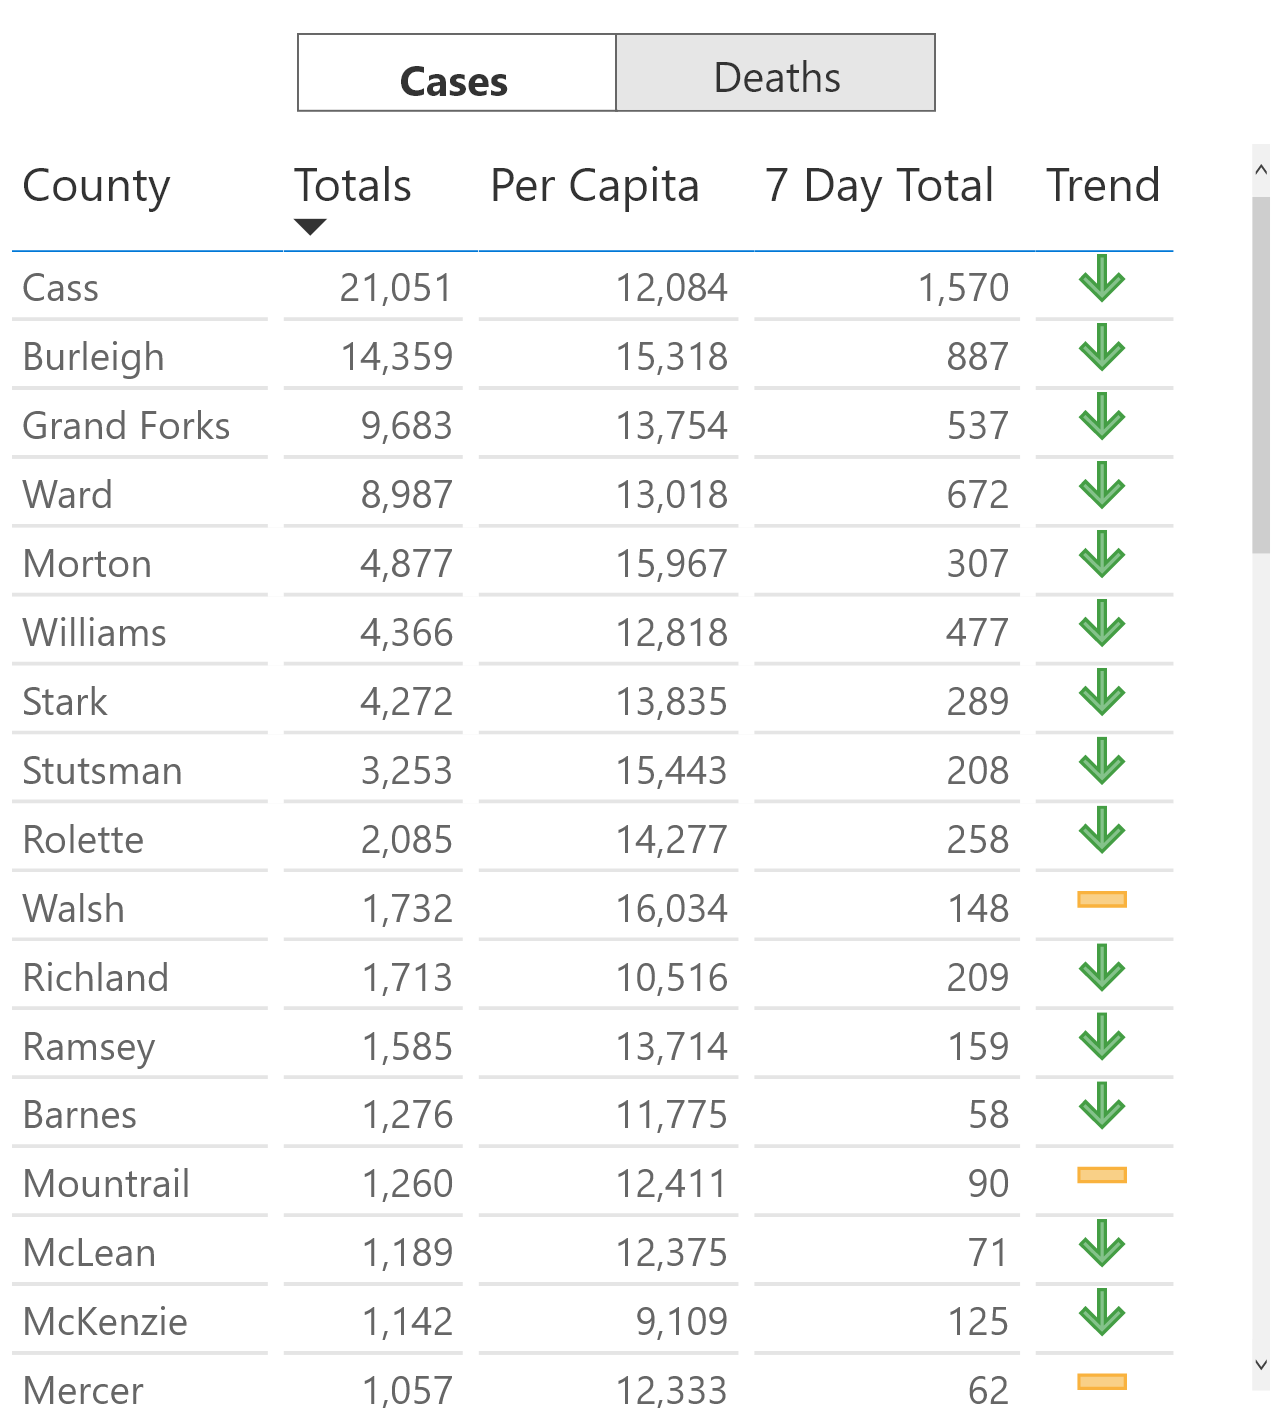 Cases Deaths
County Totals Per Capita 7 Day Total Trend
Cass 21,051 12,084 1,570
Burleigh 14,359 15,318 887
Grand Forks 9,683 13,754 537
Ward 8,987 13,018 672
Morton 4,877 15,967 307
Williams 4,366 12,818 477
Stark 4,272 13,835 289
Stutsman 3,253 15,443 208
Rolette 2,085 14,277 258
Walsh 1,732 16,034 148
Richland 1,713 10,516 209
Ramsey 1,585 13,714 159
Barnes 1,276 11,775 58
Mountrail 1,260 12,411 90
McLean 1,189 12,375 71
McKenzie 1,142 9,109 125
Mercer 1,057 12,333 62